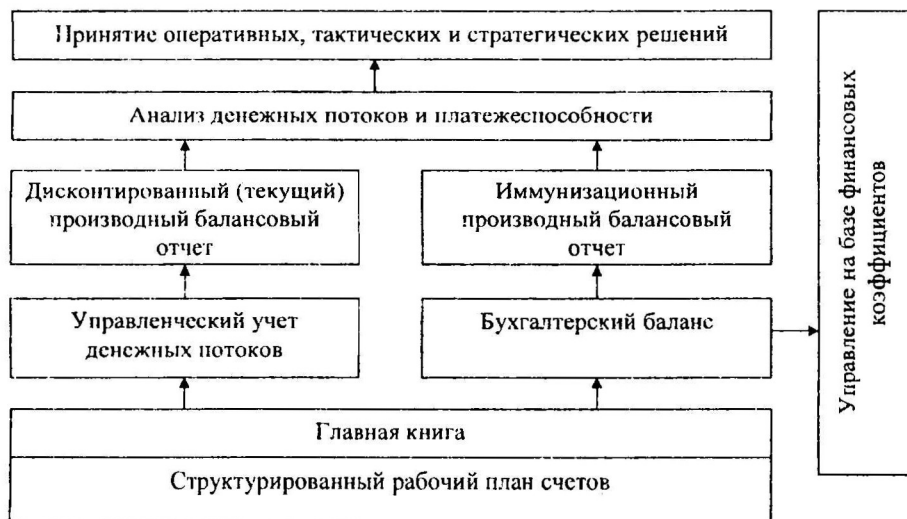 Принятие оперативных, тактических и стратегических решений
Анализ денежных потоков и платежеспособности
Дисконтированный (текущий)
производный балансовый
отчет
Иммунизационный
производный балансовый
отчет
Управленческий учет
денежных потоков
Бухгалтерский баланс
Главная книга
Структурированный рабочий план счетов
Управление на базе финансовых
коэффициентов